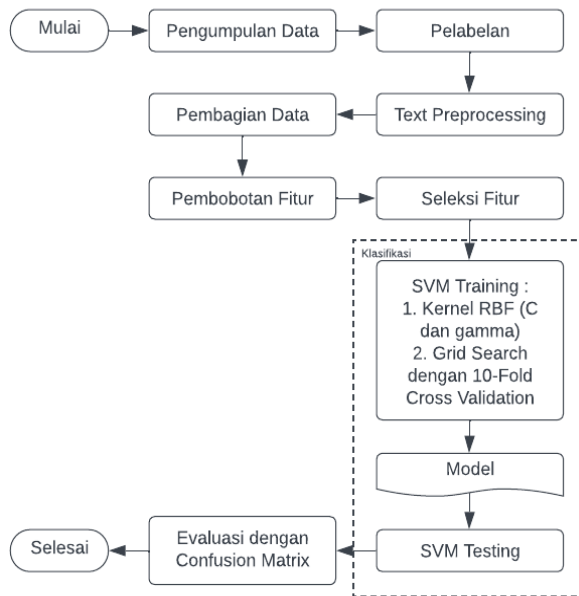 Mulai
Pengumpulan Data
Pelabelan
Text Preprocessing
Pembagian Data
Pembobotan Fitur
Seleksi Fitur
Klasifikasi
SVM Training :
1. Kernel RBF (C
dan gamma)
2. Grid Search
dengan 10-Fold
Cross Validation
Model
SVM Testing
Evaluasi dengan
Confusion Matrix
Selesai